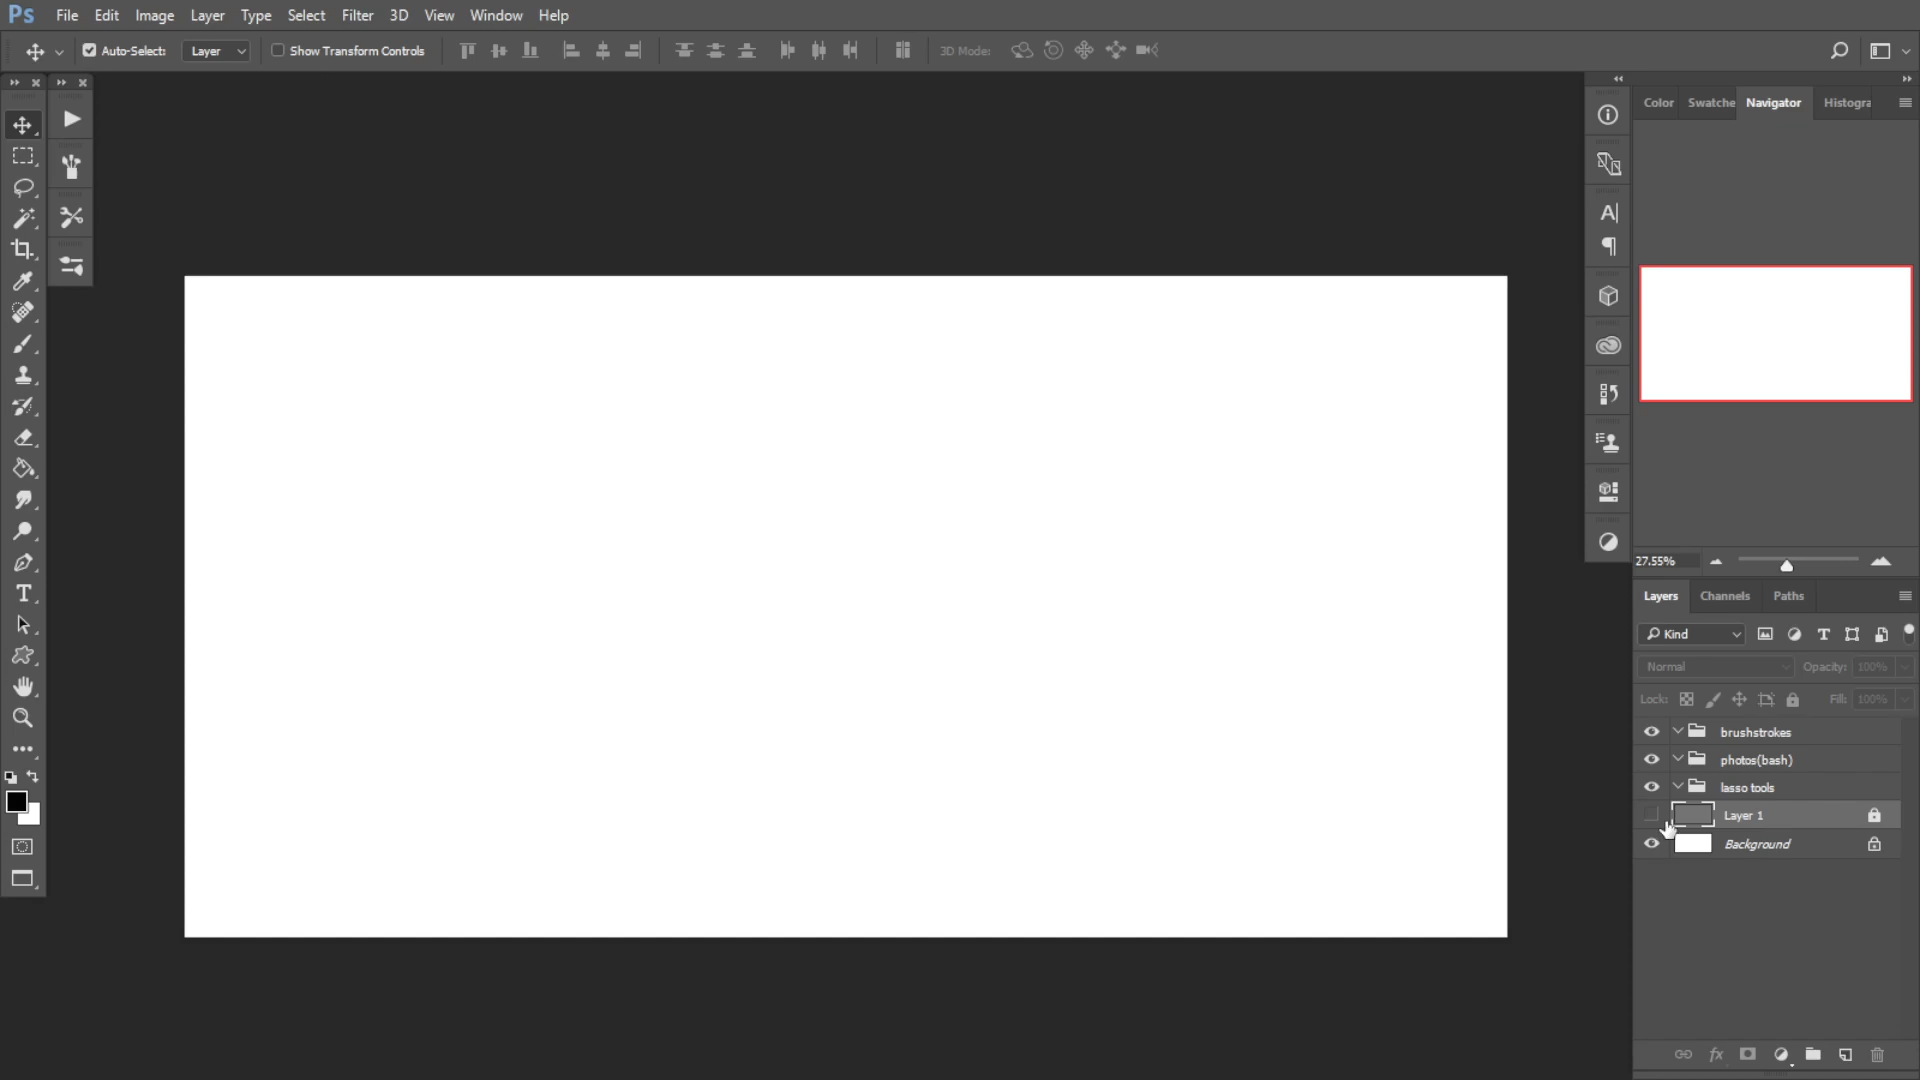 Ps File Edit Image Layer Type Select Filter 3D View Window Help
Auto-Select: Layer Show Transform Controls 3D Mode:
Color Swatche Navigator Histogra
27.55%
Layers Channels Paths
Kind
Normal Opacity: 100%
Lock: Fill: 100%
brushstrokes
photos(bash)
lasso tools
Layer 1
Background